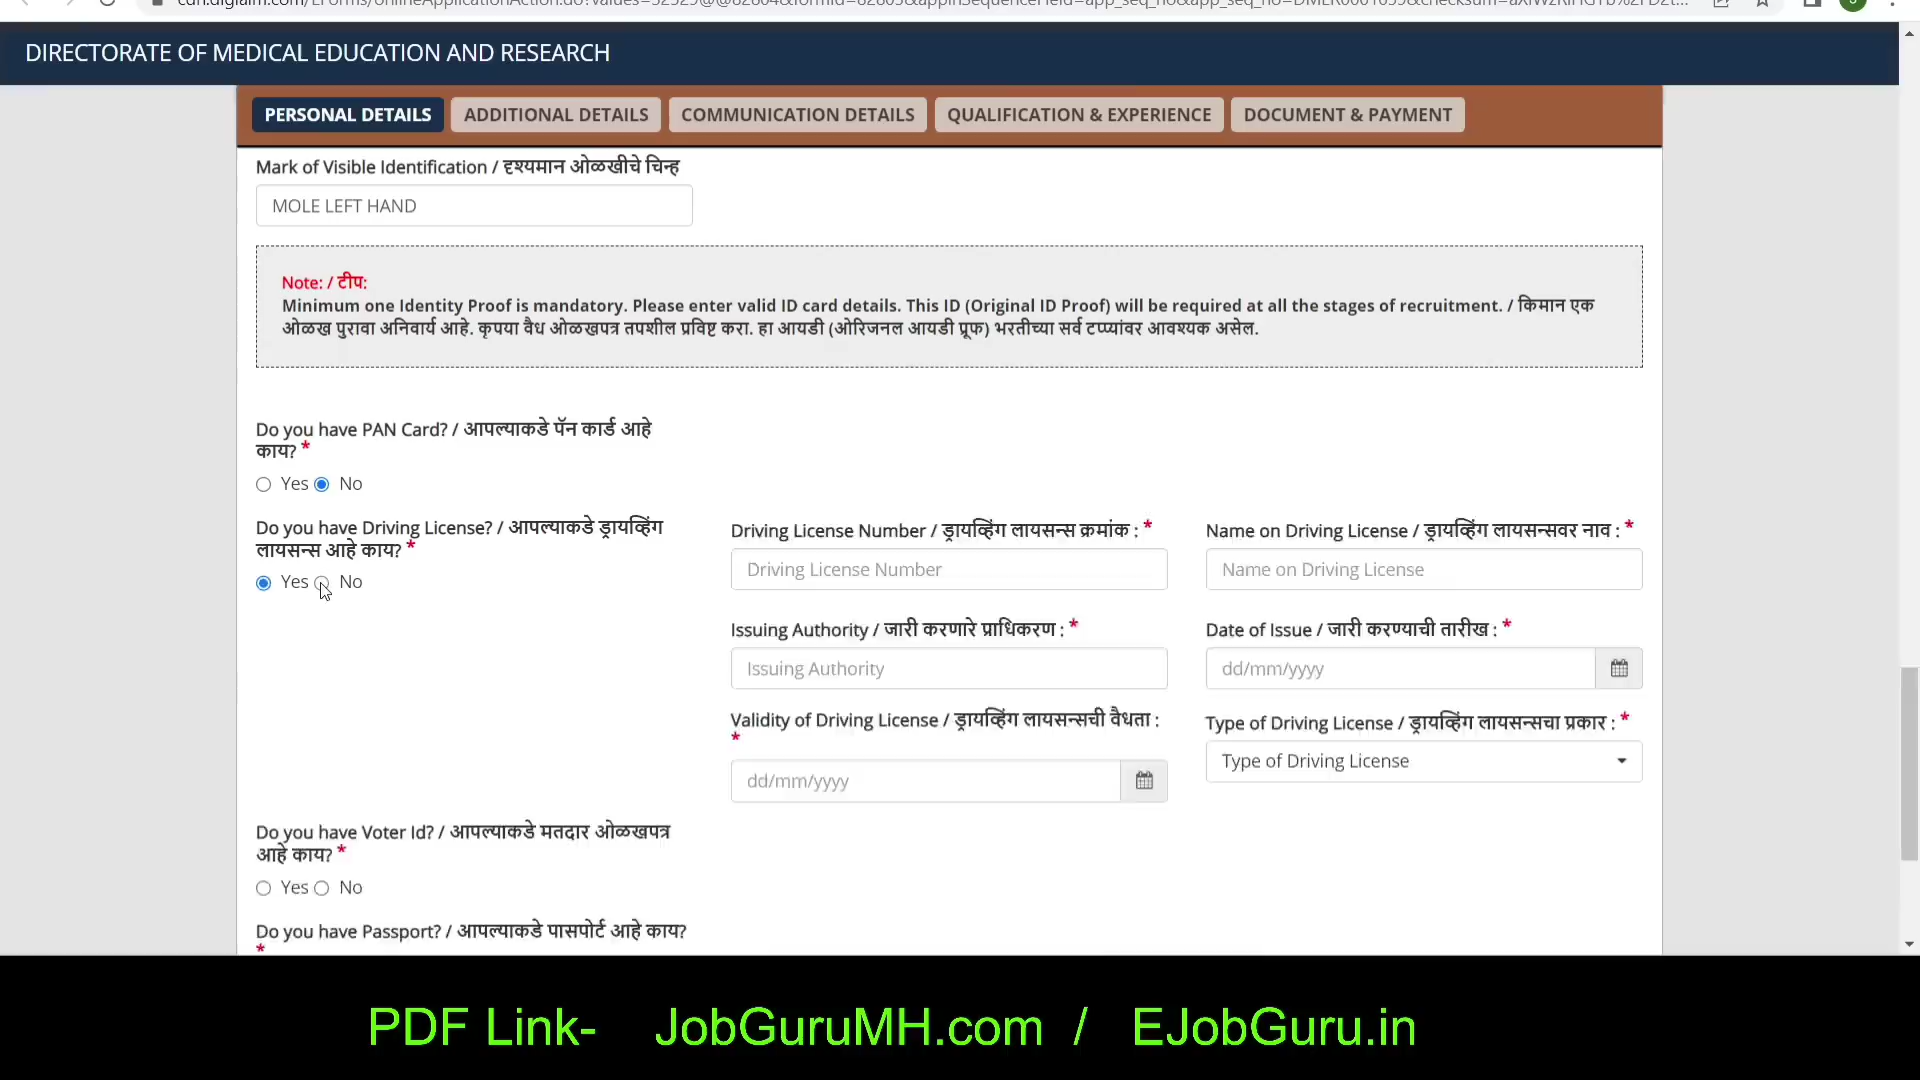 DIRECTORATE OF MEDICAL EDUCATION AND RESEARCH
PERSONAL DETAILS
ADDITIONAL DETAILS
COMMUNICATION DETAILS
QUALIFICATION & EXPERIENCE
DOCUMENT & PAYMENT
Mark of Visible Identification / दृश्यमान ओळखीचे चिन्ह
MOLE LEFT HAND
Note: / टीप:
Minimum one Identity Proof is mandatory. Please enter valid ID card details. This ID (Original ID Proof) will be required at all the stages of recruitment. / किमान एक
ओळख पुरावा अनिवार्य आहे. कृपया वैध ओळखपत्र तपशील प्रविष्ट करा. हा आयडी (ओरिजनल आयडी प्रूफ) भरतीच्या सर्व टप्प्यांवर आवश्यक असेल.
Do you have PAN Card? / आपल्याकडे पॅन कार्ड आहे
काय? *
Yes No
Do you have Driving License? / आपल्याकडे ड्रायव्हिंग
लायसन्स आहे काय? *
Yes No
Driving License Number / ड्रायव्हिंग लायसन्स क्रमांक : *
Driving License Number
Name on Driving License / ड्रायव्हिंग लायसन्सवर नाव : *
Name on Driving License
Issuing Authority / जारी करणारे प्राधिकरण : *
Issuing Authority
Date of Issue / जारी करण्याची तारीख : *
dd/mm/yyyy
Validity of Driving License / ड्रायव्हिंग लायसन्सची वैधता :
*
dd/mm/yyyy
Type of Driving License / ड्रायव्हिंग लायसन्सचा प्रकार : *
Type of Driving License
Do you have Voter Id? / आपल्याकडे मतदार ओळखपत्र
आहे काय? *
Yes No
Do you have Passport? / आपल्याकडे पासपोर्ट आहे काय?
*
PDF Link- JobGuruMH.com / EJobGuru.in